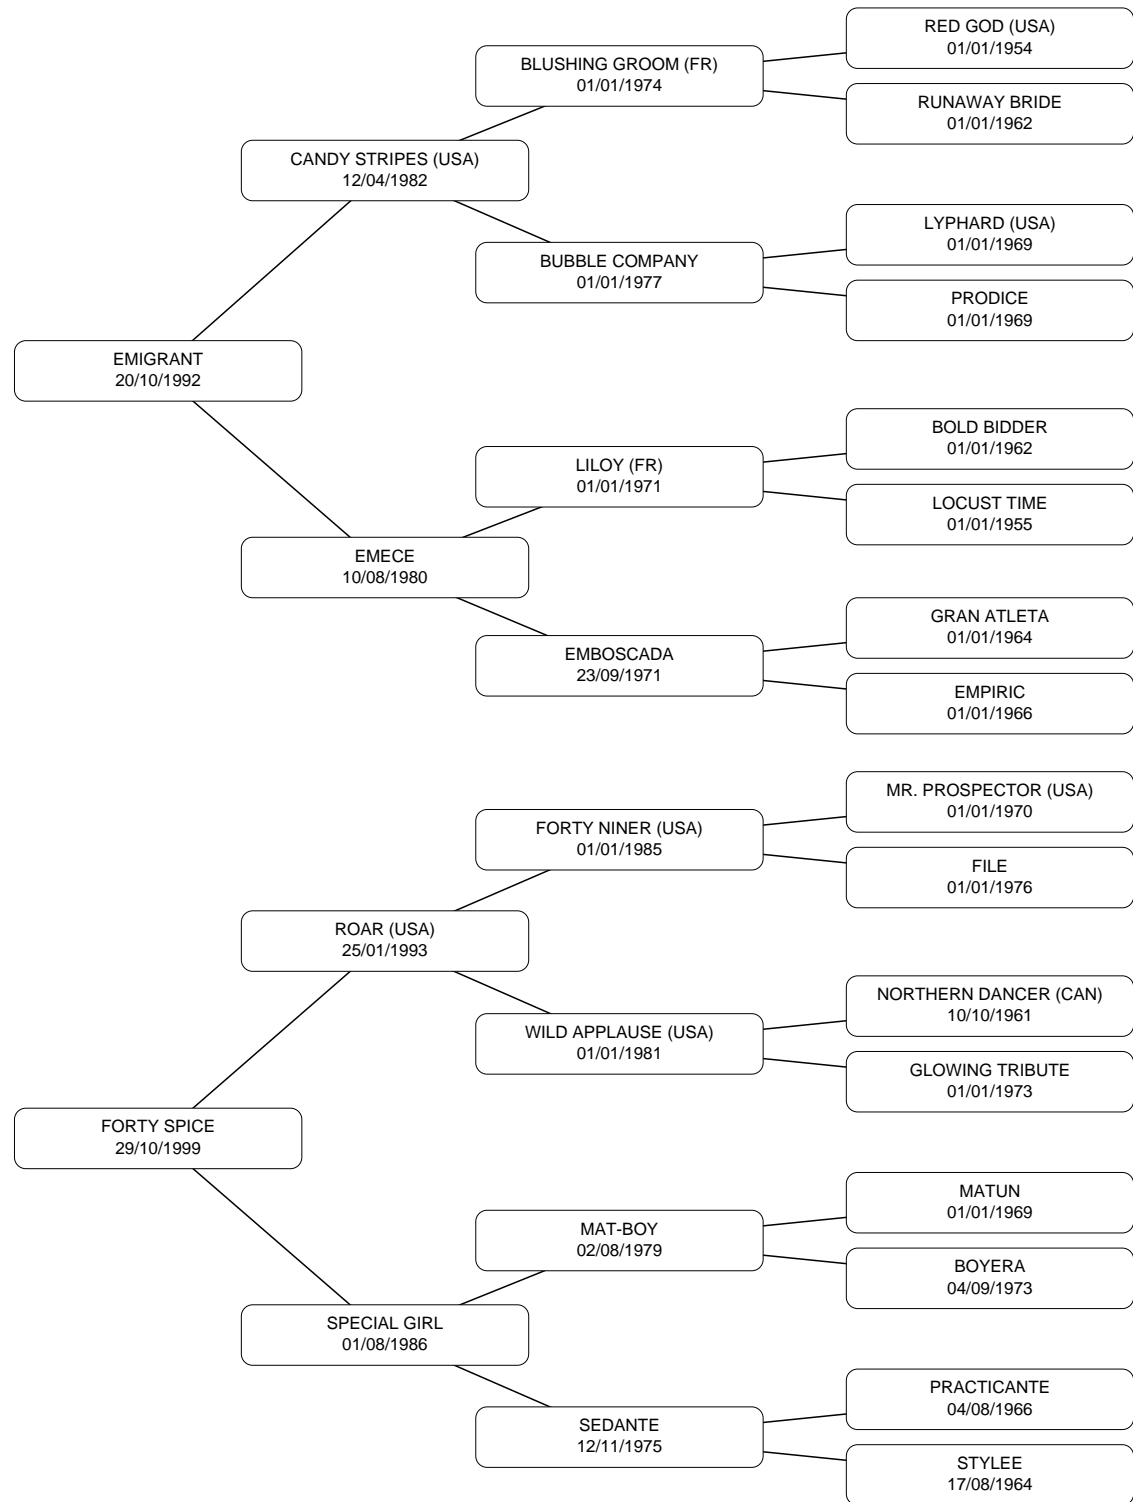 RED GOD (USA)
01/01/1954
BLUSHING GROOM (FR)
01/01/1974
RUNAWAY BRIDE
01/01/1962
CANDY STRIPES (USA)
12/04/1982
LYPHARD (USA)
01/01/1969
BUBBLE COMPANY
01/01/1977
PRODICE
01/01/1969
EMIGRANT
20/10/1992
BOLD BIDDER
01/01/1962
LILOY (FR)
01/01/1971
LOCUST TIME
01/01/1955
EMECE
10/08/1980
GRAN ATLETA
01/01/1964
EMBOSCADA
23/09/1971
EMPIRIC
01/01/1966
MR. PROSPECTOR (USA)
01/01/1970
FORTY NINER (USA)
01/01/1985
FILE
01/01/1976
ROAR (USA)
25/01/1993
NORTHERN DANCER (CAN)
10/10/1961
WILD APPLAUSE (USA)
01/01/1981
GLOWING TRIBUTE
01/01/1973
FORTY SPICE
29/10/1999
MATUN
01/01/1969
MAT-BOY
02/08/1979
BOYERA
04/09/1973
SPECIAL GIRL
01/08/1986
PRACTICANTE
04/08/1966
SEDANTE
12/11/1975
STYLEE
17/08/1964